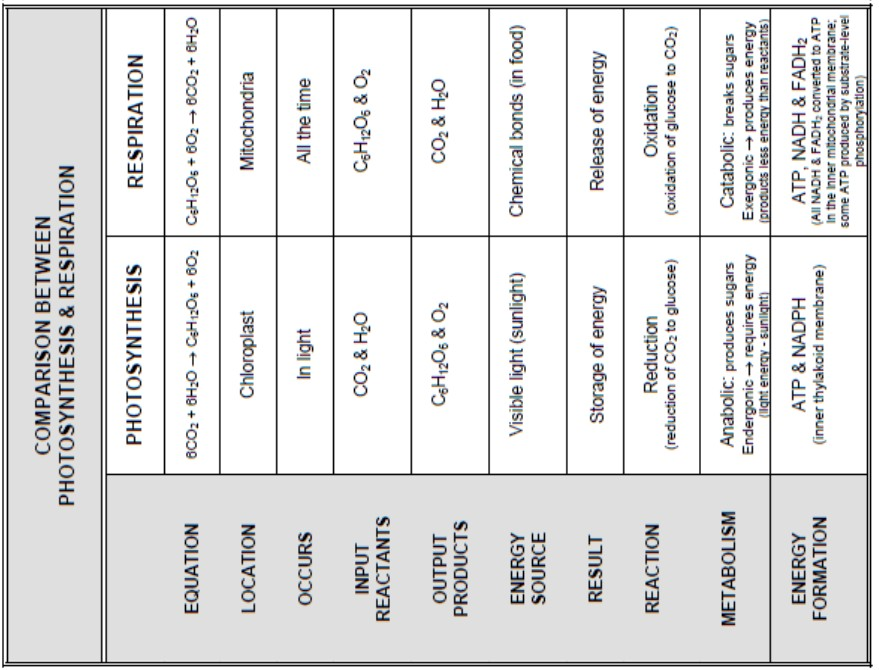 COMPARISON BETWEEN
PHOTOSYNTHESIS & RESPIRATION
PHOTOSYNTHESIS
RESPIRATION
EQUATION
6CO₂ + 6H₂O → C₆H₁₂O₆ + 6O₂
C₆H₁₂O₆ + 6O₂ → 6CO₂ + 6H₂O
LOCATION
Chloroplast
Mitochondria
OCCURS
In light
All the time
INPUT
REACTANTS
CO₂ & H₂O
C₆H₁₂O₆ & O₂
OUTPUT
PRODUCTS
C₆H₁₂O₆ & O₂
CO₂ & H₂O
ENERGY
SOURCE
Visible light (sunlight)
Chemical bonds (in food)
RESULT
Storage of energy
Release of energy
REACTION
Reduction
(reduction of CO₂ to glucose)
Oxidation
(oxidation of glucose to CO₂)
METABOLISM
Anabolic: produces sugars
Endergonic → requires energy
(light energy - sunlight)
Catabolic: breaks sugars
Exergonic → produces energy
(products less energy than reactants)
ENERGY
FORMATION
ATP & NADPH
(inner thylakoid membrane)
ATP, NADH & FADH₂
(All NADH & FADH₂ converted to ATP
in the inner mitochondrial membrane;
some ATP produced by substrate-level
phosphorylation)